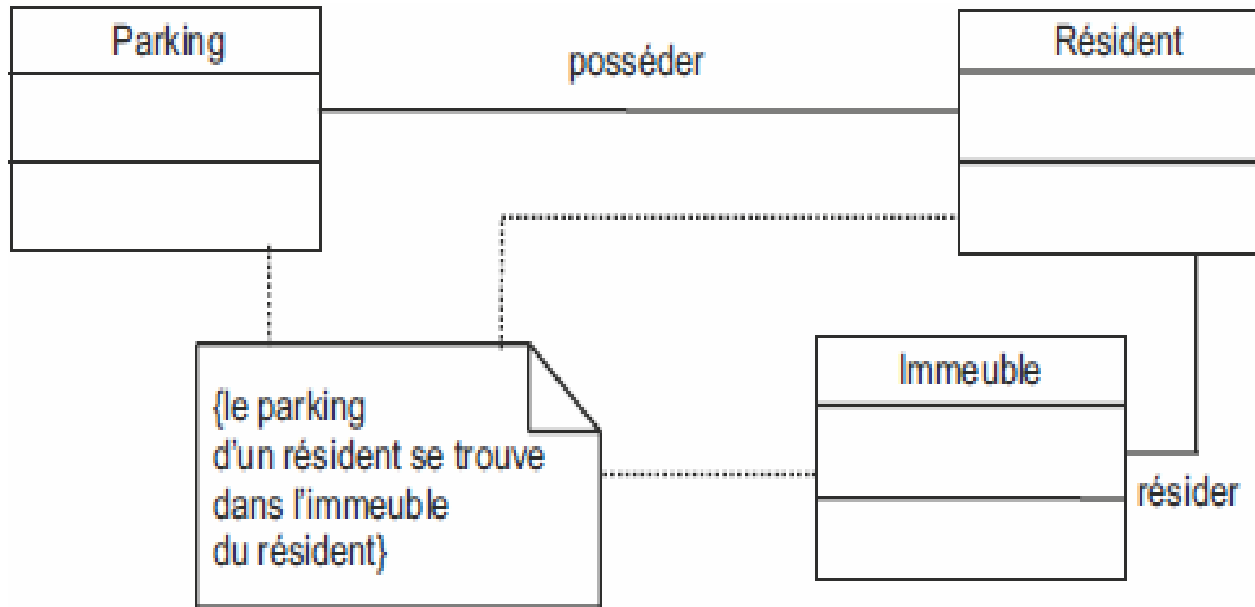 Parking
posséder
Résident
{le parking
d'un résident se trouve
dans l'immeuble
du résident}
Immeuble
résider